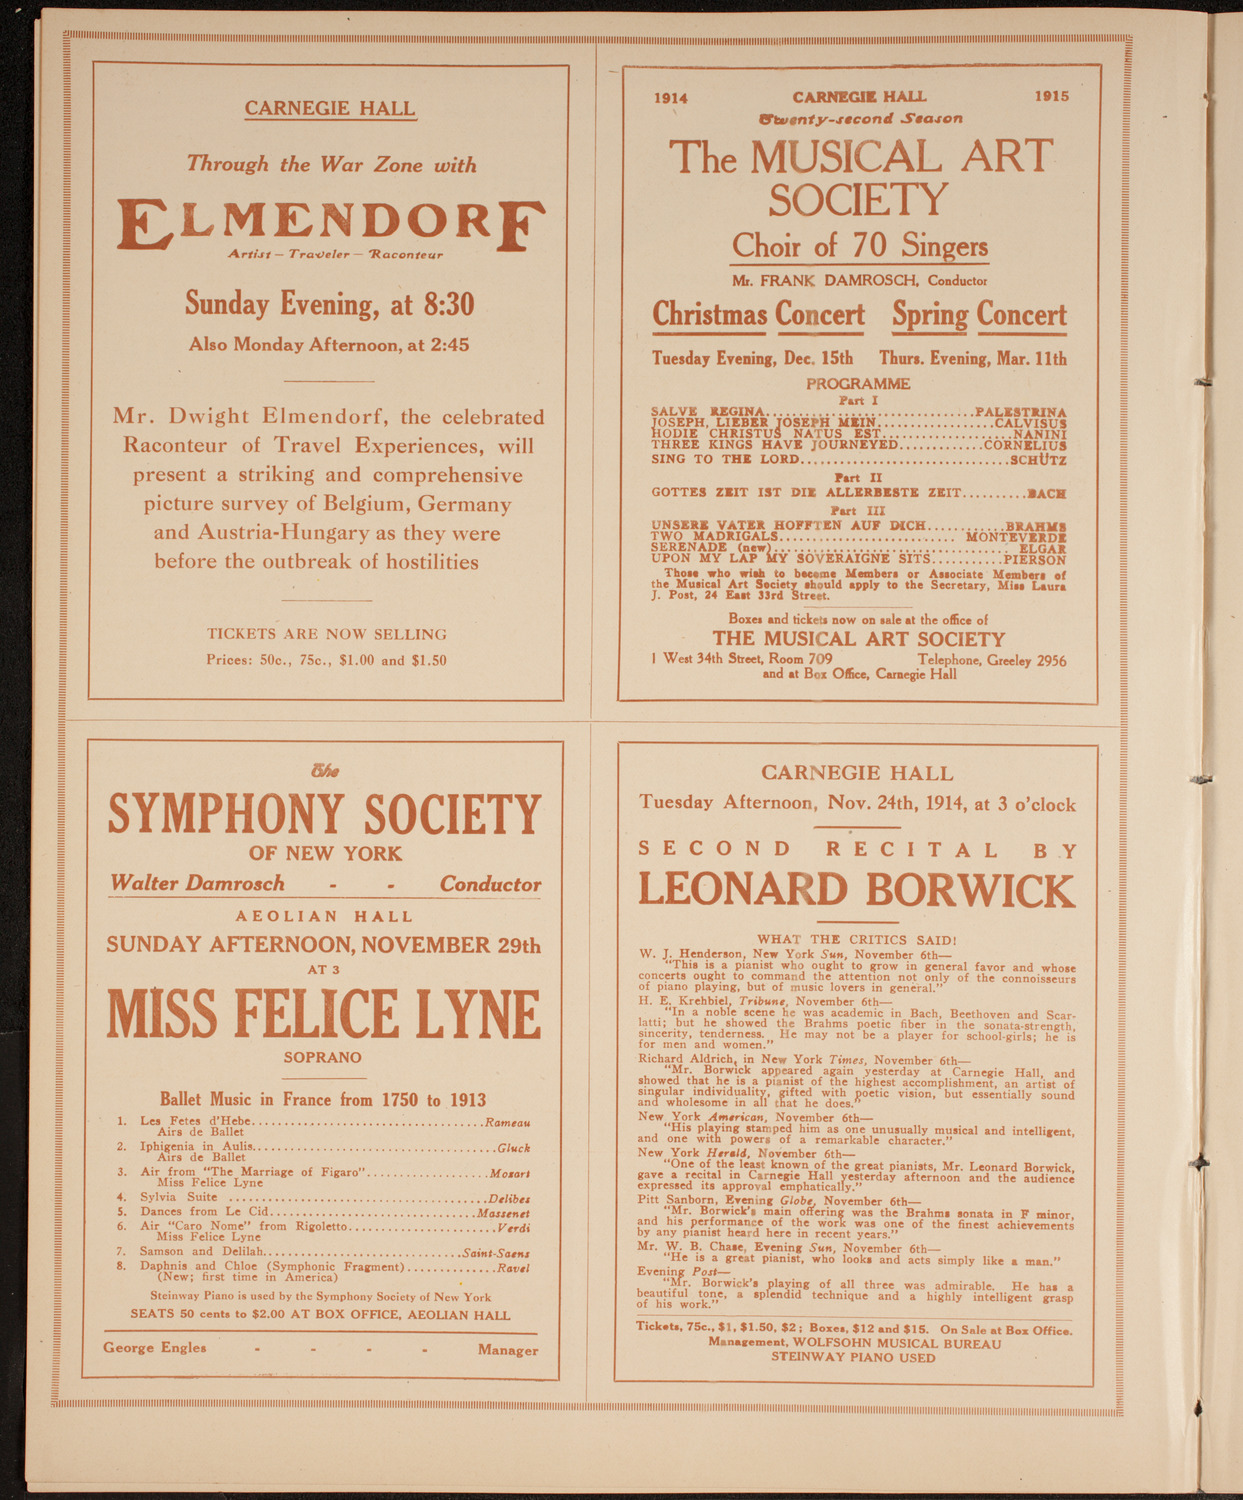 CARNEGIE HALL
Through the War Zone with
ELMENDORF
Artist — Traveler — Raconteur
Sunday Evening, at 8:30
Also Monday Afternoon, at 2:45
Mr. Dwight Elmendorf, the celebrated
Raconteur of Travel Experiences, will
present a striking and comprehensive
picture survey of Belgium, Germany
and Austria-Hungary as they were
before the outbreak of hostilities
TICKETS ARE NOW SELLING
Prices: 50c., 75c., $1.00 and $1.50
1914 CARNEGIE HALL 1915
Twenty-second Season
The MUSICAL ART
SOCIETY
Choir of 70 Singers
Mr. FRANK DAMROSCH, Conductor
Christmas Concert Spring Concert
Tuesday Evening, Dec. 15th Thurs. Evening, Mar. 11th
PROGRAMME
Part I
SALVE REGINA..............................PALESTRINA
JOSEPH, LIEBER JOSEPH MEIN..................CALVISUS
HODIE CHRISTUS NATUS EST....................NANINI
THREE KINGS HAVE JOURNEYED............CORNELIUS
SING TO THE LORD..............................SCHÜTZ
Part II
GOTTES ZEIT IST DIE ALLERBESTE ZEIT..........BACH
Part III
UNSERE VATER HOFFTEN AUF DICH............BRAHMS
TWO MADRIGALS..........................MONTEVERDE
SERENADE (new)..................................ELGAR
UPON MY LAP MY SOVERAIGNE SITS...........PIERSON
Those who wish to become Members or Associate Members of
the Musical Art Society should apply to the Secretary, Miss Laura
J. Post, 24 East 33rd Street.
Boxes and tickets now on sale at the office of
THE MUSICAL ART SOCIETY
1 West 34th Street, Room 709 Telephone, Greeley 2956
and at Box Office, Carnegie Hall
The
SYMPHONY SOCIETY
OF NEW YORK
Walter Damrosch - - Conductor
AEOLIAN HALL
SUNDAY AFTERNOON, NOVEMBER 29th
AT 3
MISS FELICE LYNE
SOPRANO
Ballet Music in France from 1750 to 1913
1. Les Fetes d'Hebe...................................Rameau
Airs de Ballet
2. Iphigenia in Aulis.....................................Gluck
Airs de Ballet
3. Air from "The Marriage of Figaro"..................Mozart
Miss Felice Lyne
4. Sylvia Suite .......................................Delibes
5. Dances from Le Cid...............................Massenet
6. Air "Caro Nome" from Rigoletto......................Verdi
Miss Felice Lyne
7. Samson and Delilah..............................Saint-Saens
8. Daphnis and Chloe (Symphonic Fragment).............Ravel
(New; first time in America)
Steinway Piano is used by the Symphony Society of New York
SEATS 50 cents to $2.00 AT BOX OFFICE, AEOLIAN HALL
George Engles - - - - Manager
CARNEGIE HALL
Tuesday Afternoon, Nov. 24th, 1914, at 3 o'clock
SECOND RECITAL BY
LEONARD BORWICK
WHAT THE CRITICS SAID!
W. J. Henderson, New York Sun, November 6th—
"This is a pianist who ought to grow in general favor and whose
concerts ought to command the attention not only of the connoisseurs
of piano playing, but of music lovers in general."
H. E. Krehbiel, Tribune, November 6th—
"In a noble scene he was academic in Bach, Beethoven and Scar-
latti; but he showed the Brahms poetic fiber in the sonata-strength,
sincerity, tenderness. He may not be a player for school-girls; he is
for men and women."
Richard Aldrich, in New York Times, November 6th—
"Mr. Borwick appeared again yesterday at Carnegie Hall, and
showed that he is a pianist of the highest accomplishment, an artist of
singular individuality, gifted with poetic vision, but essentially sound
and wholesome in all that he does."
New York American, November 6th—
"His playing stamped him as one unusually musical and intelligent,
and one with powers of a remarkable character."
New York Herald, November 6th—
"One of the least known of the great pianists, Mr. Leonard Borwick,
gave a recital in Carnegie Hall yesterday afternoon and the audience
expressed its approval emphatically."
Pitt Sanborn, Evening Globe, November 6th—
"Mr. Borwick's main offering was the Brahms sonata in F minor,
and his performance of the work was one of the finest achievements
by any pianist heard here in recent years."
Mr. W. B. Chase, Evening Sun, November 6th—
"He is a great pianist, who looks and acts simply like a man."
Evening Post—
"Mr. Borwick's playing of all three was admirable. He has a
beautiful tone, a splendid technique and a highly intelligent grasp
of his work."
Tickets, 75c., $1, $1.50, $2; Boxes, $12 and $15. On Sale at Box Office.
Management, WOLFSOHN MUSICAL BUREAU
STEINWAY PIANO USED